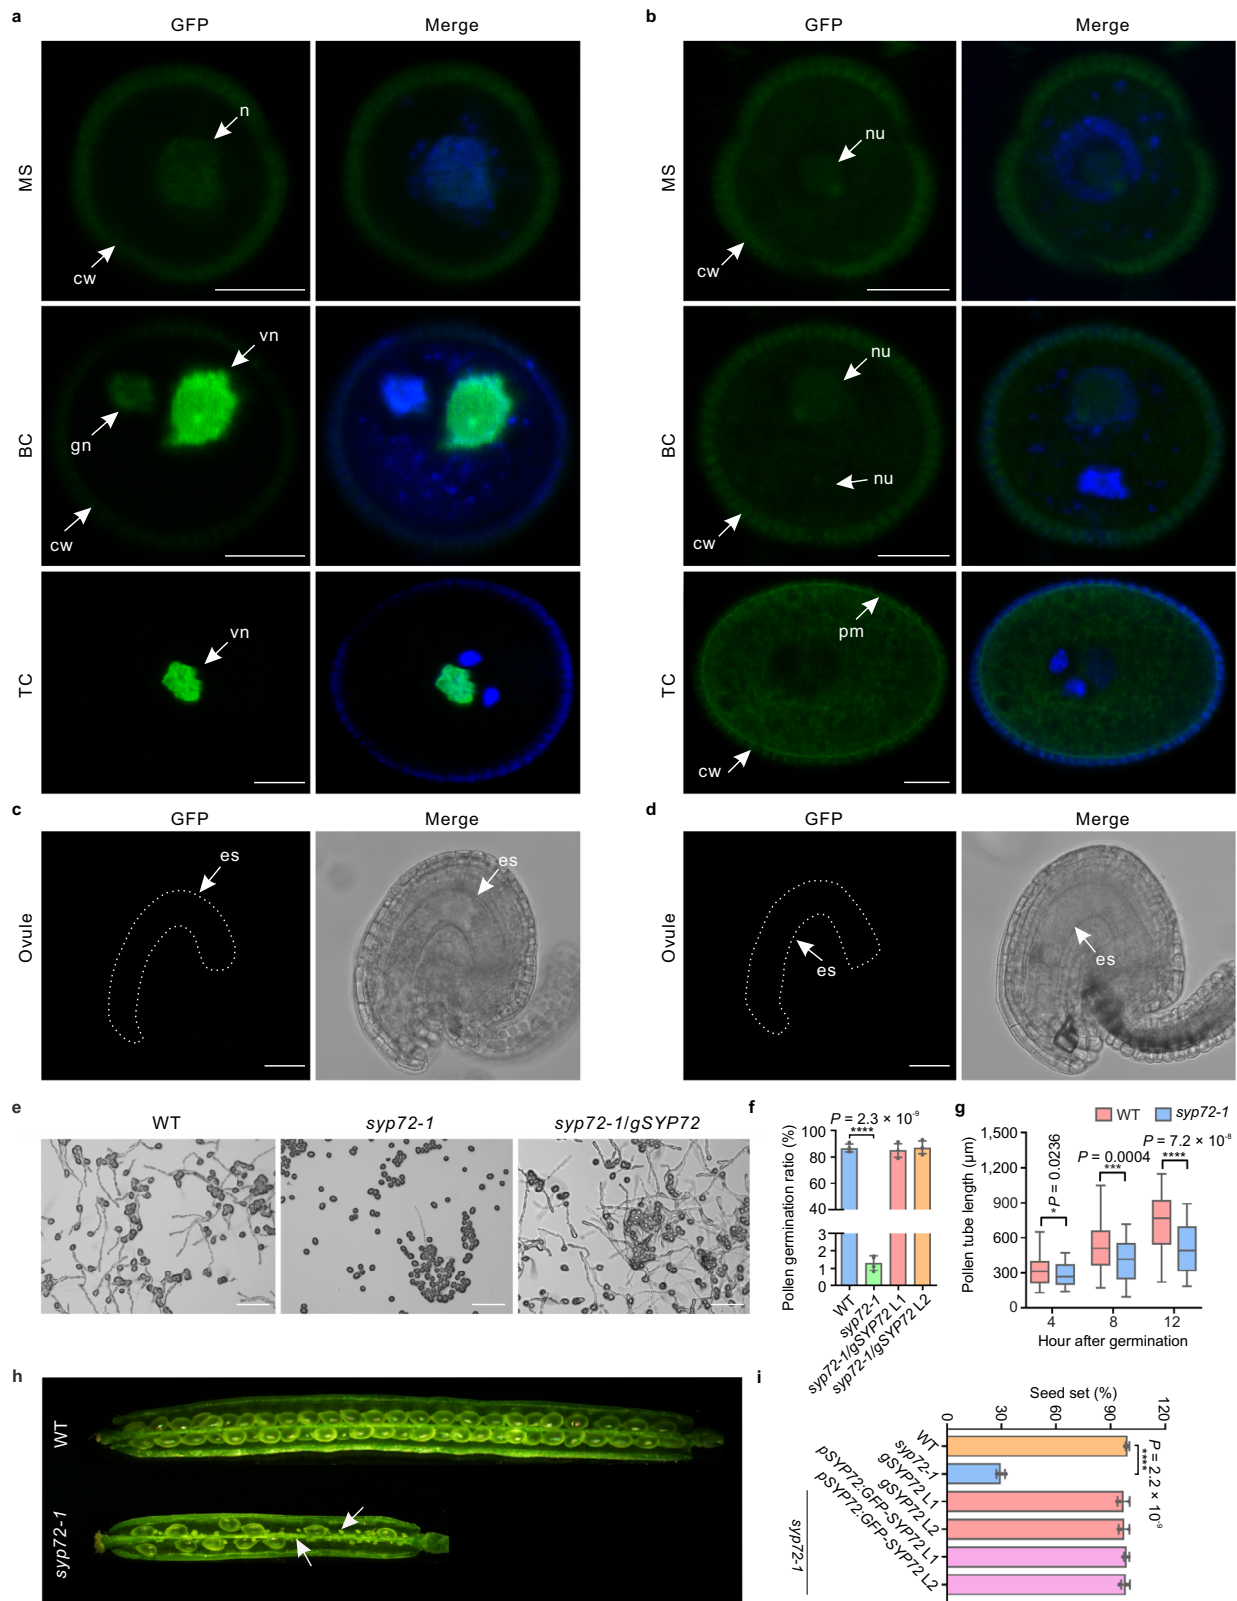 a
GFP
Merge
MS
n
cw
BC
vn
gn
cw
TC
vn
b
GFP
Merge
MS
nu
cw
BC
nu
nu
cw
TC
pm
cw
c
GFP
Merge
Ovule
es
es
d
GFP
Merge
Ovule
es
es
e
WT
syp72-1
syp72-1/gSYP72
f
P = 2.3 × 10⁻⁹
****
Pollen germination ratio (%)
100
80
60
40
3
2
1
0
WT
syp72-1
syp72-1/gSYP72 L1
syp72-1/gSYP72 L2
g
WT
syp72-1
Pollen tube length (µm)
1,500
1,200
900
600
300
0
* P = 0.0236
P = 0.0004
***
P = 7.2 × 10⁻⁸
****
4
8
12
Hour after germination
h
WT
syp72-1
i
Seed set (%)
0
30
60
90
120
WT
syp72-1
gSYP72 L1
gSYP72 L2
pSYP72:GFP-SYP72 L1
pSYP72:GFP-SYP72 L2
syp72-1
P = 2.2 × 10⁻⁹
****